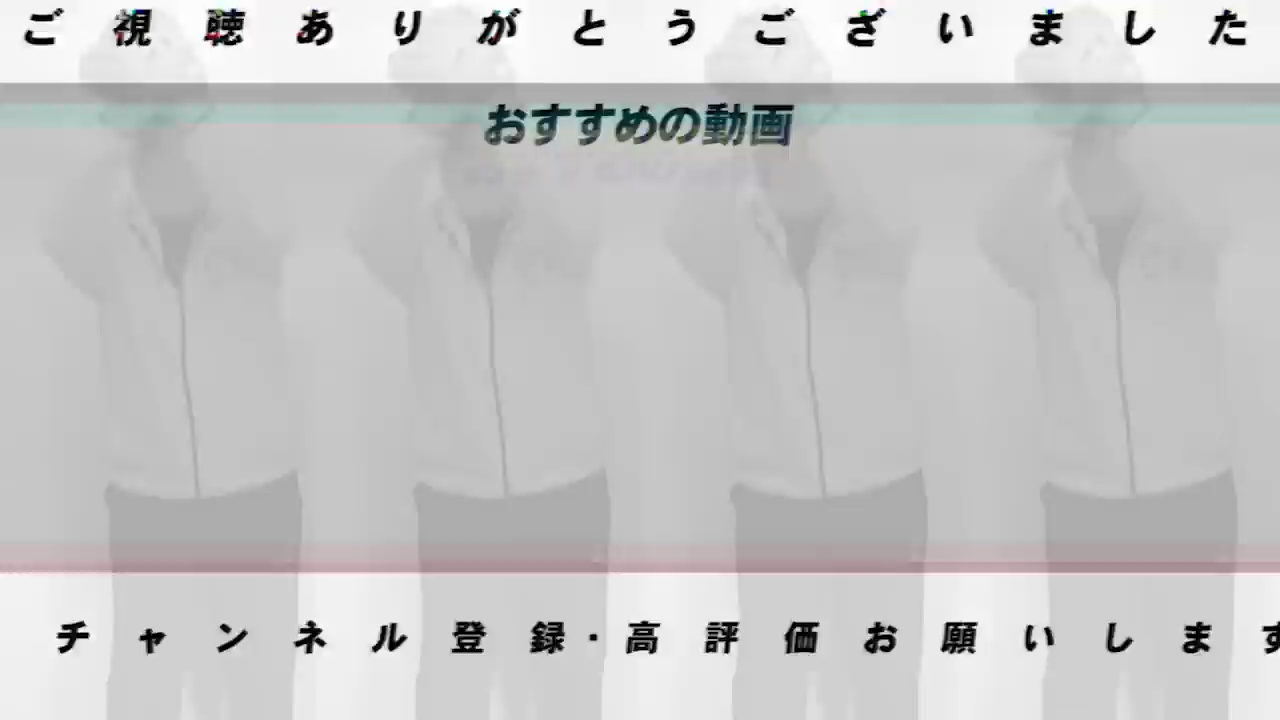 ご視聴ありがとうございました
おすすめの動画
チャンネル登録・高評価お願いします